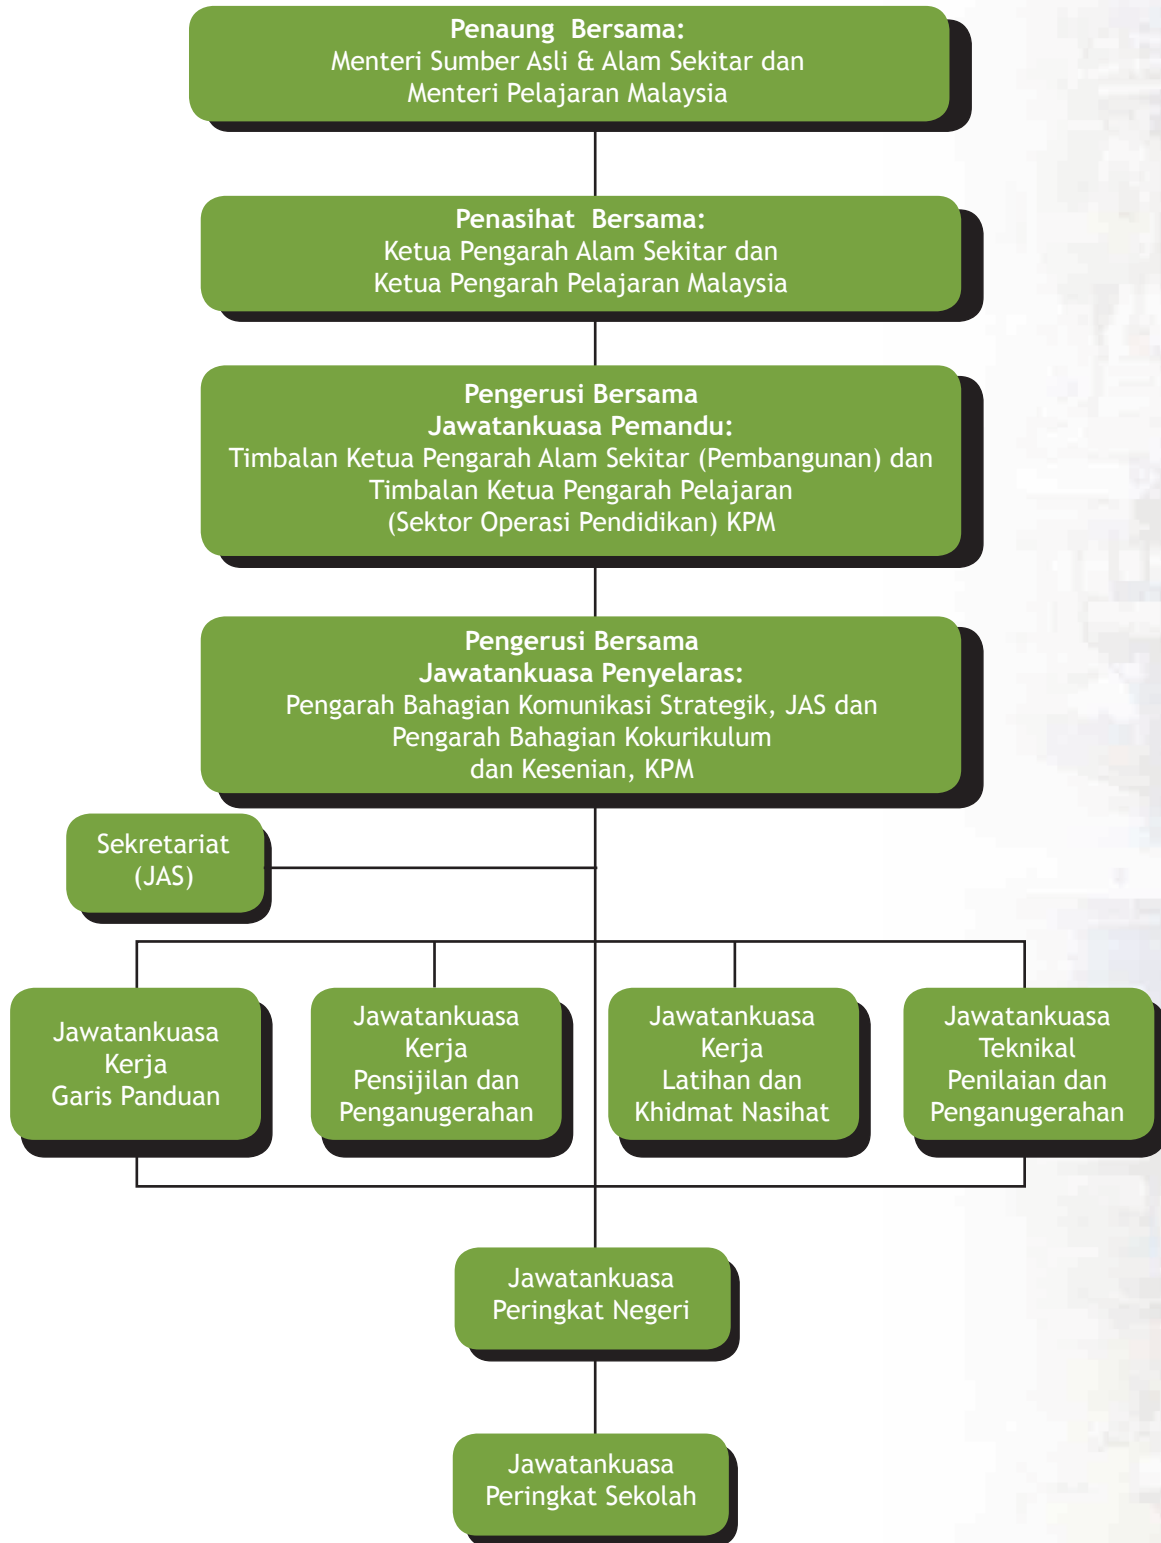 Penaung Bersama:
Menteri Sumber Asli & Alam Sekitar dan
Menteri Pelajaran Malaysia
Penasihat Bersama:
Ketua Pengarah Alam Sekitar dan
Ketua Pengarah Pelajaran Malaysia
Pengerusi Bersama
Jawatankuasa Pemandu:
Timbalan Ketua Pengarah Alam Sekitar (Pembangunan) dan
Timbalan Ketua Pengarah Pelajaran
(Sektor Operasi Pendidikan) KPM
Pengerusi Bersama
Jawatankuasa Penyelaras:
Pengarah Bahagian Komunikasi Strategik, JAS dan
Pengarah Bahagian Kokurikulum
dan Kesenian, KPM
Sekretariat
(JAS)
Jawatankuasa
Kerja
Garis Panduan
Jawatankuasa
Kerja
Pensijilan dan
Penganugerahan
Jawatankuasa
Kerja
Latihan dan
Khidmat Nasihat
Jawatankuasa
Teknikal
Penilaian dan
Penganugerahan
Jawatankuasa
Peringkat Negeri
Jawatankuasa
Peringkat Sekolah